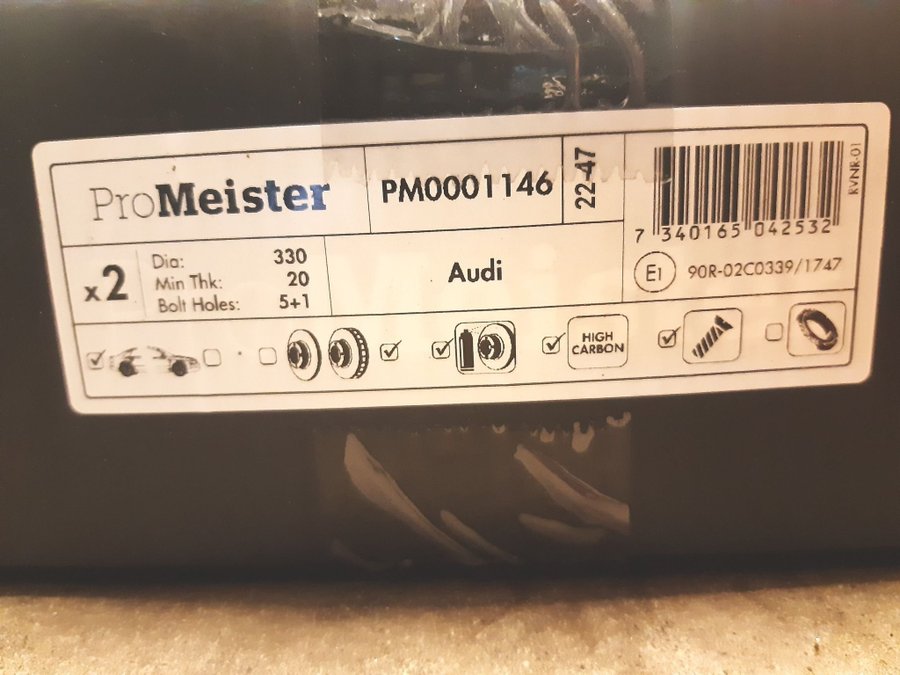 ProMeister
PM0001146
22-47
7 340165 042532
RVNR-01
x2
Dia: 330
Min Thk: 20
Bolt Holes: 5+1
Audi
E1 90R-02C0339/1747
HIGH
CARBON